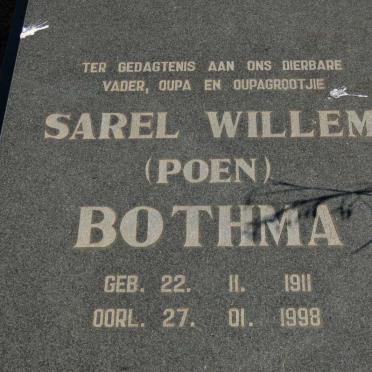 TER GEDAGTENIS AAN ONS DIERBARE
VADER, OUPA EN OUPAGROOTJIE
SAREL WILLEM
(POEN)
BOTHMA
GEB. 22. 11. 1911
OORL. 27. 01. 1998